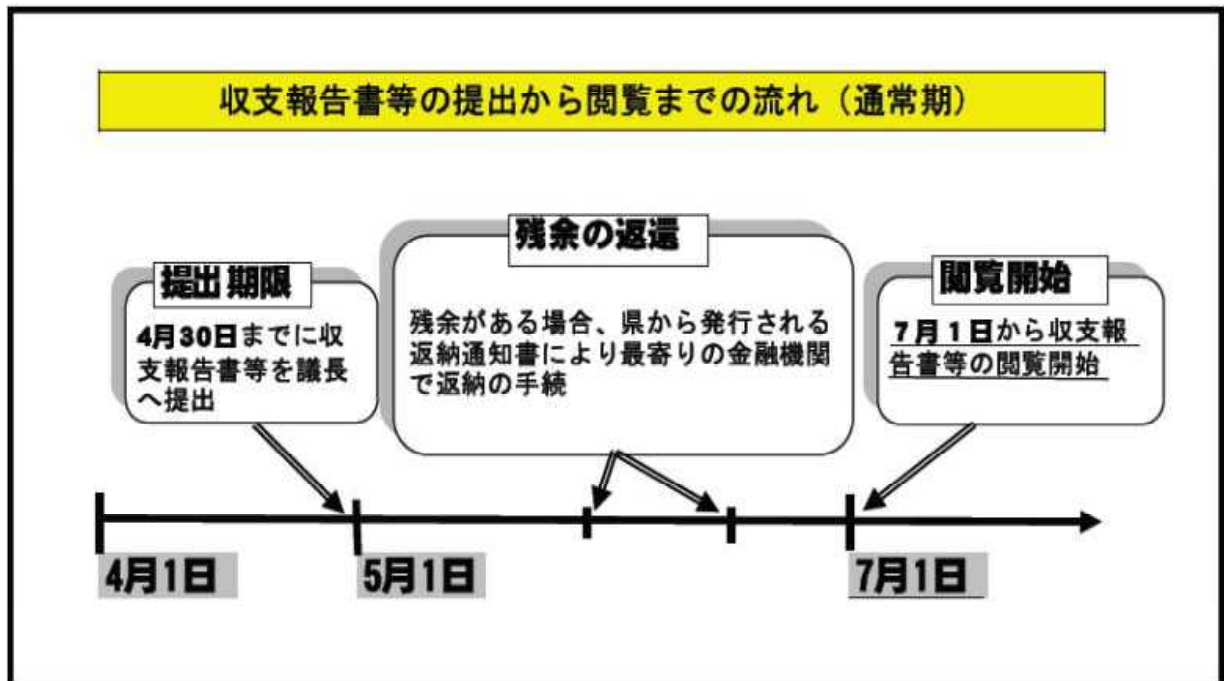 収支報告書等の提出から閲覧までの流れ（通常期）
提出期限
4月30日までに収
支報告書等を議長
へ提出
残余の返還
残余がある場合、県から発行される
返納通知書により最寄りの金融機関
で返納の手続
閲覧開始
７月１日から収支報
告書等の閲覧開始
4月1日
5月1日
7月1日